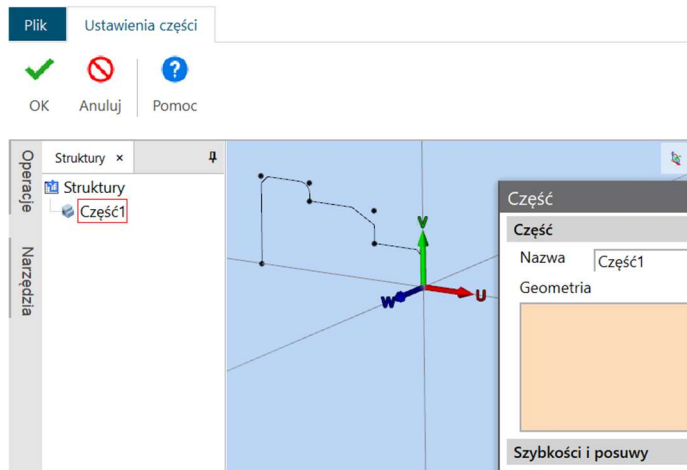 Plik
Ustawienia części
OK
Anuluj
Pomoc
Operacje
Narzędzia
Struktury ×
Struktury
Część1
V
U
W
Część
Część
Nazwa Część1
Geometria
Szybkości i posuwy